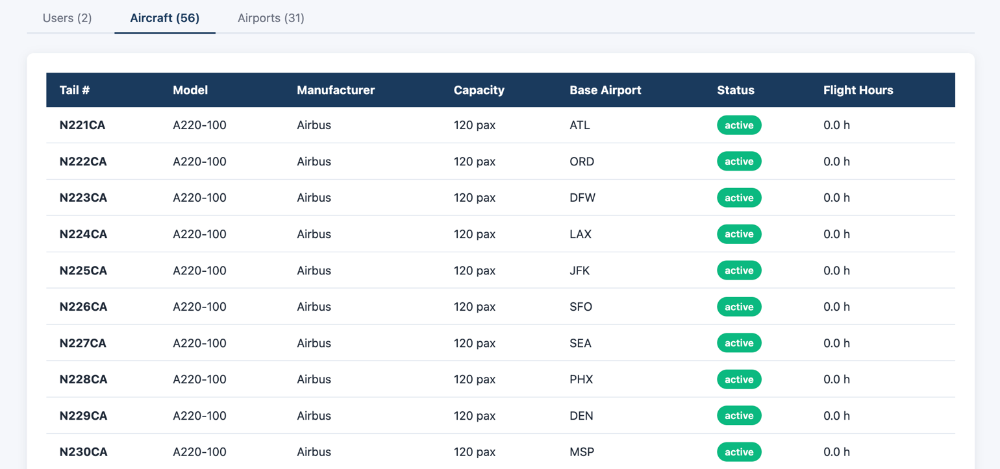 Users (2) Aircraft (56) Airports (31)
Tail # Model Manufacturer Capacity Base Airport Status Flight Hours
N221CA A220-100 Airbus 120 pax ATL active 0.0 h
N222CA A220-100 Airbus 120 pax ORD active 0.0 h
N223CA A220-100 Airbus 120 pax DFW active 0.0 h
N224CA A220-100 Airbus 120 pax LAX active 0.0 h
N225CA A220-100 Airbus 120 pax JFK active 0.0 h
N226CA A220-100 Airbus 120 pax SFO active 0.0 h
N227CA A220-100 Airbus 120 pax SEA active 0.0 h
N228CA A220-100 Airbus 120 pax PHX active 0.0 h
N229CA A220-100 Airbus 120 pax DEN active 0.0 h
N230CA A220-100 Airbus 120 pax MSP active 0.0 h